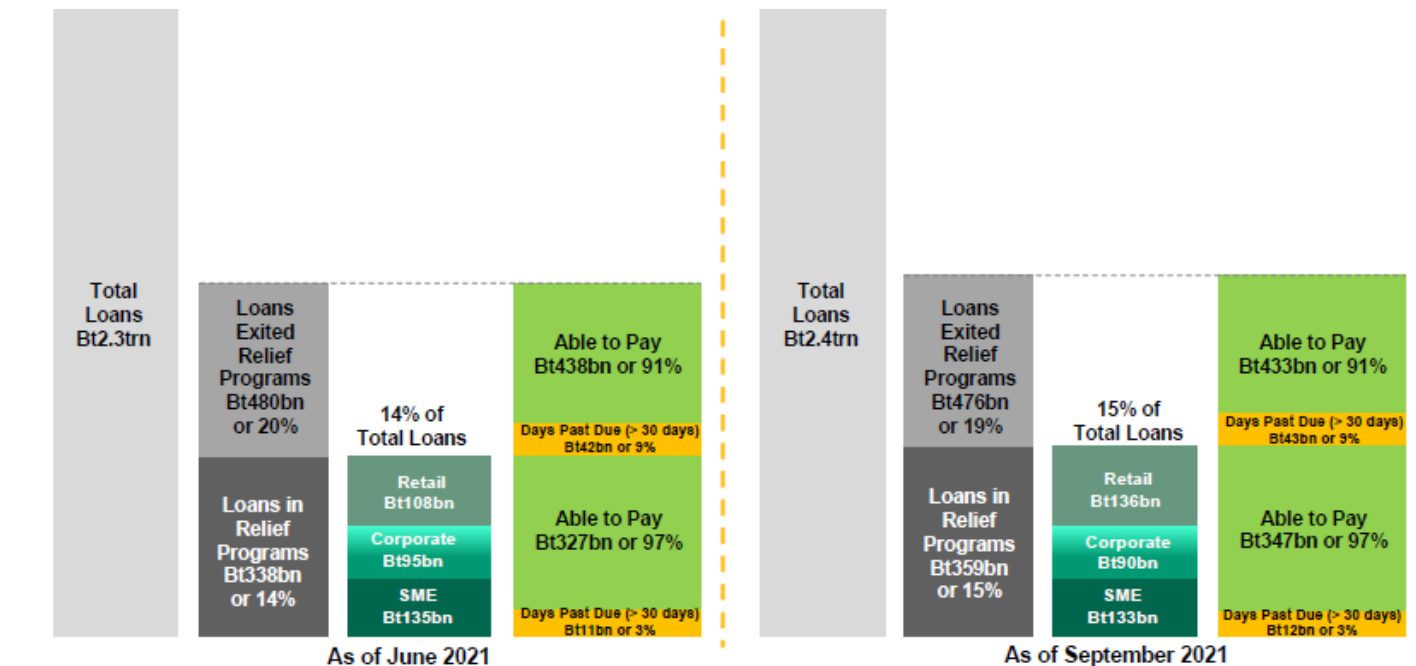 Total
Loans
Bt2.3trn
Loans
Exited
Relief
Programs
Bt480bn
or 20%
Loans in
Relief
Programs
Bt338bn
or 14%
14% of
Total Loans
Retail
Bt108bn
Corporate
Bt95bn
SME
Bt135bn
Able to Pay
Bt438bn or 91%
Days Past Due (> 30 days)
Bt42bn or 9%
Able to Pay
Bt327bn or 97%
Days Past Due (> 30 days)
Bt11bn or 3%
As of June 2021
Total
Loans
Bt2.4trn
Loans
Exited
Relief
Programs
Bt476bn
or 19%
Loans in
Relief
Programs
Bt359bn
or 15%
15% of
Total Loans
Retail
Bt136bn
Corporate
Bt90bn
SME
Bt133bn
Able to Pay
Bt433bn or 91%
Days Past Due (> 30 days)
Bt43bn or 9%
Able to Pay
Bt347bn or 97%
Days Past Due (> 30 days)
Bt12bn or 3%
As of September 2021